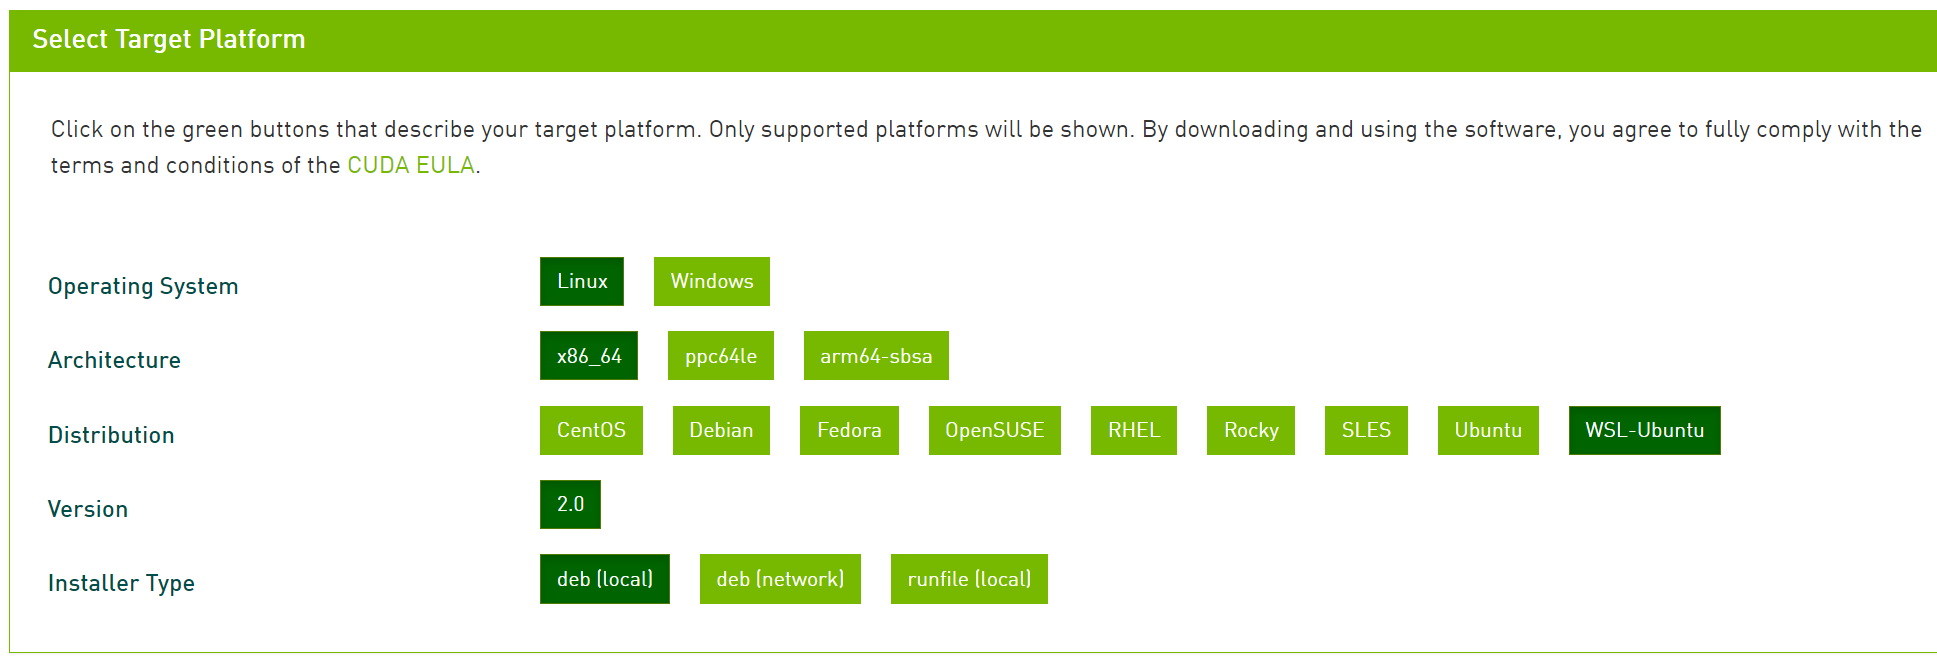 Select Target Platform
Click on the green buttons that describe your target platform. Only supported platforms will be shown. By downloading and using the software, you agree to fully comply with the
terms and conditions of the CUDA EULA.
Operating System Linux Windows
Architecture x86_64 ppc64le arm64-sbsa
Distribution CentOS Debian Fedora OpenSUSE RHEL Rocky SLES Ubuntu WSL-Ubuntu
Version 2.0
Installer Type deb (local) deb (network) runfile (local)